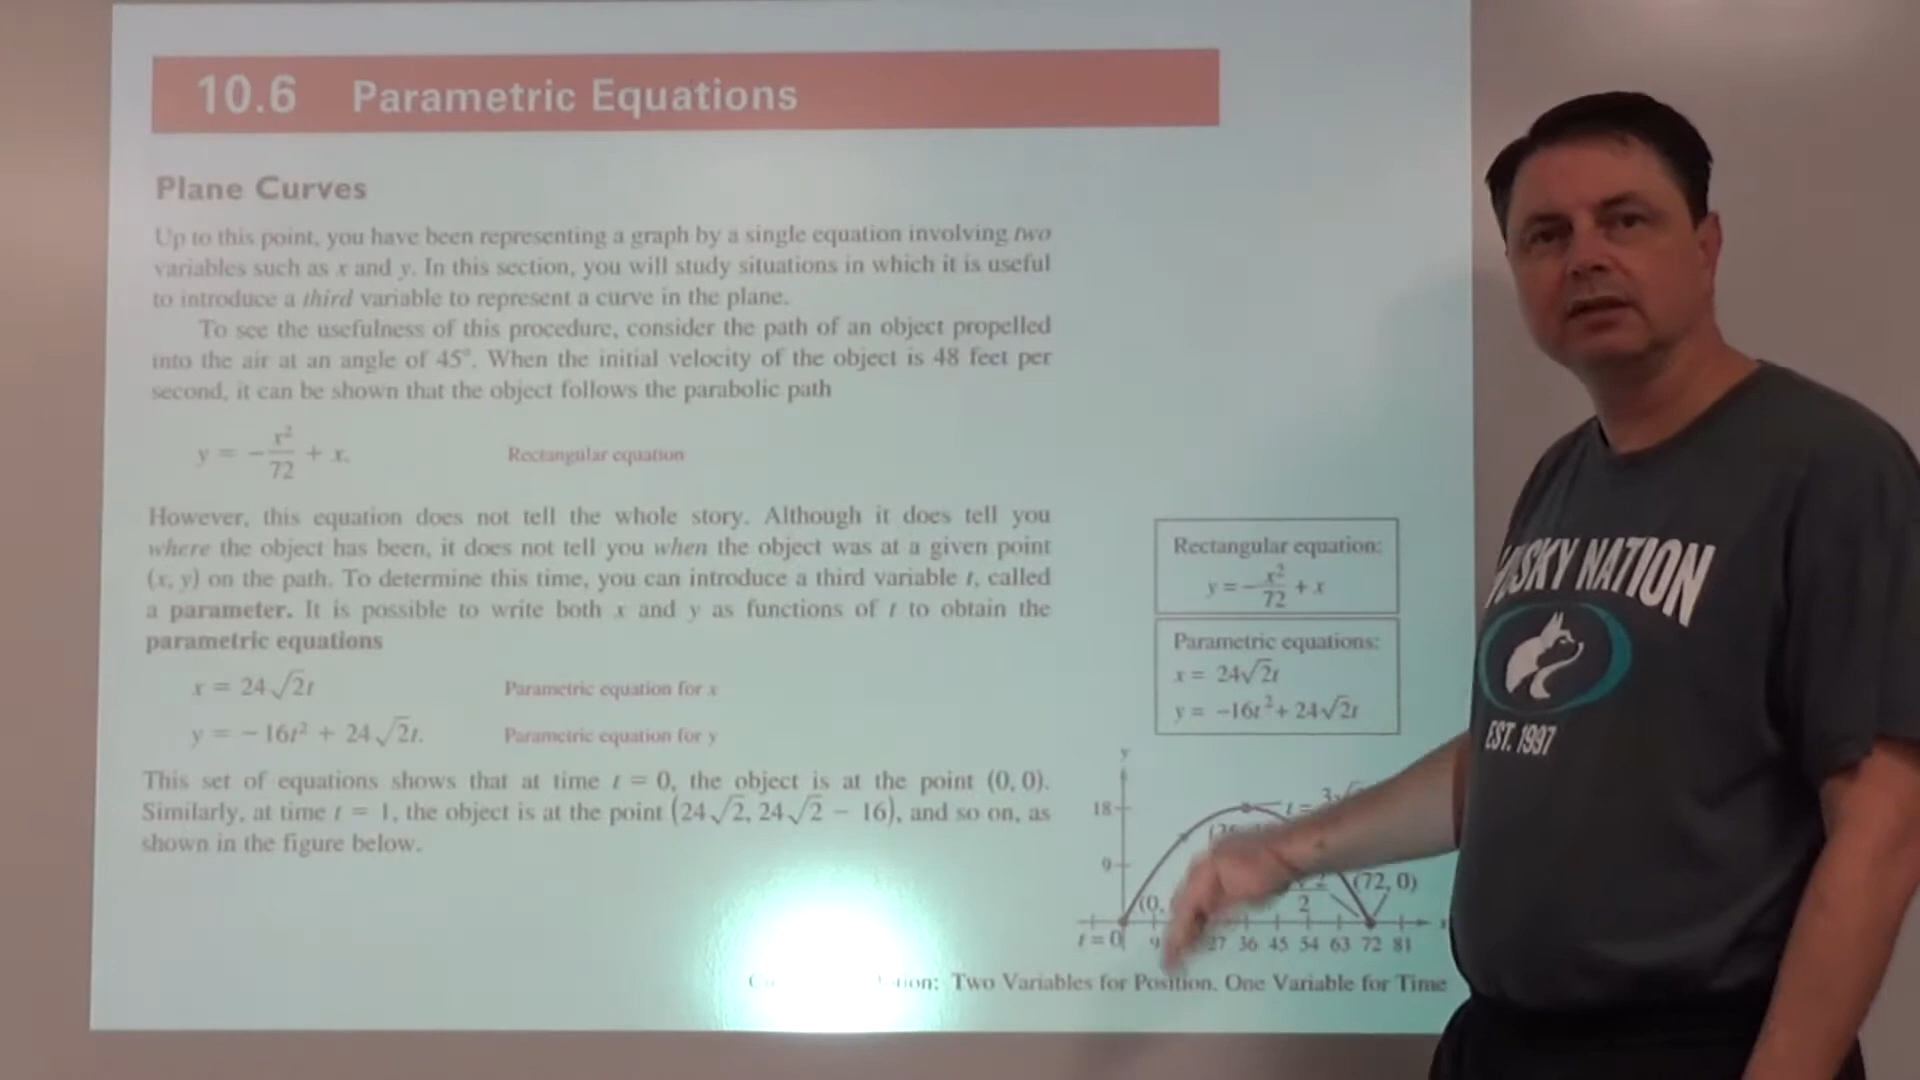 10.6 Parametric Equations
Plane Curves
Up to this point, you have been representing a graph by a single equation involving two
variables such as x and y. In this section, you will study situations in which it is useful
to introduce a third variable to represent a curve in the plane.
To see the usefulness of this procedure, consider the path of an object propelled
into the air at an angle of 45°. When the initial velocity of the object is 48 feet per
second, it can be shown that the object follows the parabolic path
y = -x²/72 + x. Rectangular equation
However, this equation does not tell the whole story. Although it does tell you
where the object has been, it does not tell you when the object was at a given point
(x, y) on the path. To determine this time, you can introduce a third variable t, called
a parameter. It is possible to write both x and y as functions of t to obtain the
parametric equations
x = 24√2t Parametric equation for x
y = -16t² + 24√2t. Parametric equation for y
This set of equations shows that at time t = 0, the object is at the point (0, 0).
Similarly, at time t = 1, the object is at the point (24√2, 24√2 - 16), and so on, as
shown in the figure below.
Rectangular equation:
y = -x²/72 + x
Parametric equations:
x = 24√2t
y = -16t² + 24√2t
y
18
t =
9
(72, 0)
(0,
2
t = 0
9 27 36 45 54 63 72 81
Two Variables for Position, One Variable for Time
HUSKY NATION
EST. 1997